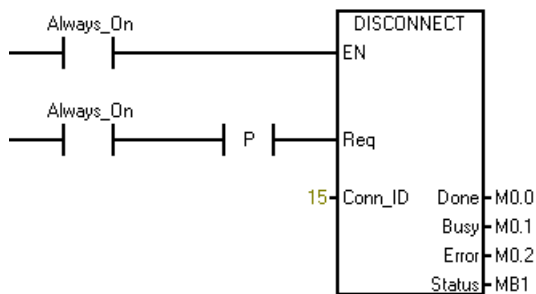 Always_On DISCONNECT
EN
Always_On
P Req
15 Conn_ID Done M0.0
Busy M0.1
Error M0.2
Status MB1